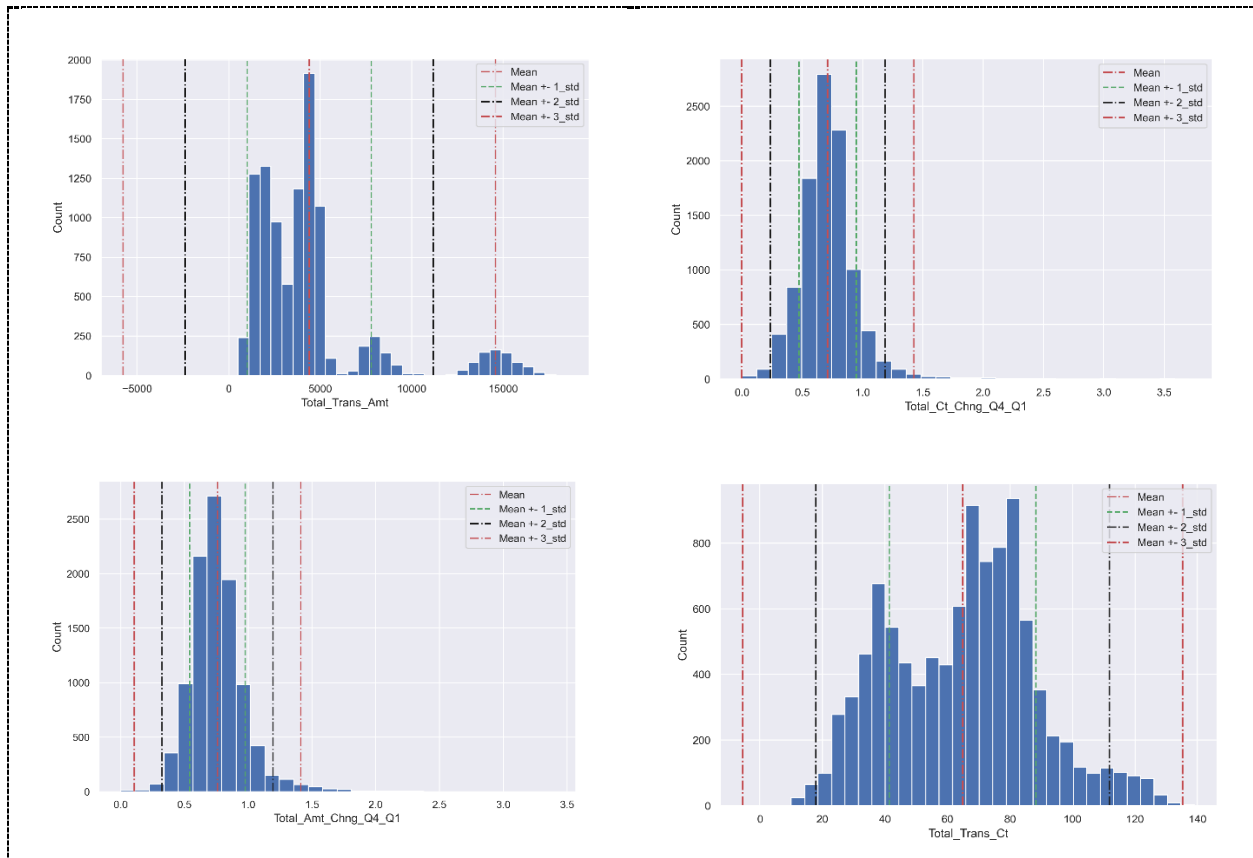 2000
1750
1500
1250
1000
750
500
250
0
Count
−5000
0
5000
10000
15000
Total_Trans_Amt
Mean
Mean +- 1_std
Mean +- 2_std
Mean +- 3_std
2500
2000
1500
1000
500
0
Count
0.0
0.5
1.0
1.5
2.0
2.5
3.0
3.5
Total_Ct_Chng_Q4_Q1
Mean
Mean +- 1_std
Mean +- 2_std
Mean +- 3_std
2500
2000
1500
1000
500
0
Count
0.0
0.5
1.0
1.5
2.0
2.5
3.0
3.5
Total_Amt_Chng_Q4_Q1
Mean
Mean +- 1_std
Mean +- 2_std
Mean +- 3_std
800
600
400
200
0
Count
0
20
40
60
80
100
120
140
Total_Trans_Ct
Mean
Mean +- 1_std
Mean +- 2_std
Mean +- 3_std